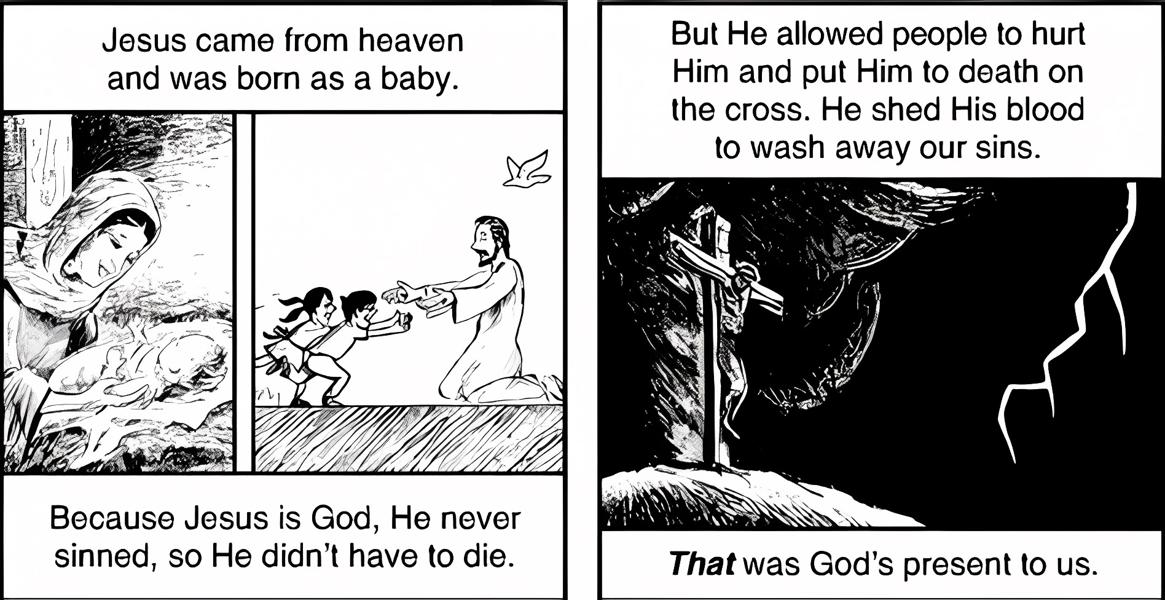 Jesus came from heaven
and was born as a baby.
Because Jesus is God, He never
sinned, so He didn't have to die.
But He allowed people to hurt
Him and put Him to death on
the cross. He shed His blood
to wash away our sins.
That was God's present to us.